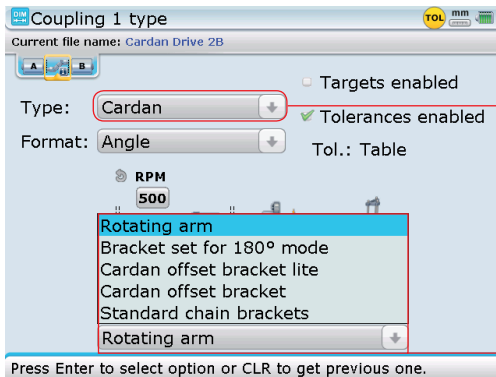 DIM Coupling 1 type TOL mm
Current file name: Cardan Drive 2B
A B
Targets enabled
Type: Cardan
Tolerances enabled
Format: Angle
Tol.: Table
RPM
500
Rotating arm
Bracket set for 180° mode
Cardan offset bracket lite
Cardan offset bracket
Standard chain brackets
Rotating arm
Press Enter to select option or CLR to get previous one.